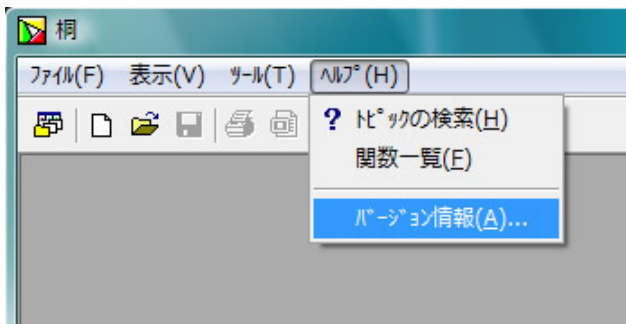 桐
ﾌｧｲﾙ(F) 表示(V) ﾂｰﾙ(T) ﾍﾙﾌﾟ(H)
? ﾄﾋﾟｯｸの検索(H)
関数一覧(F)
ﾊﾞｰｼﾞｮﾝ情報(A)...